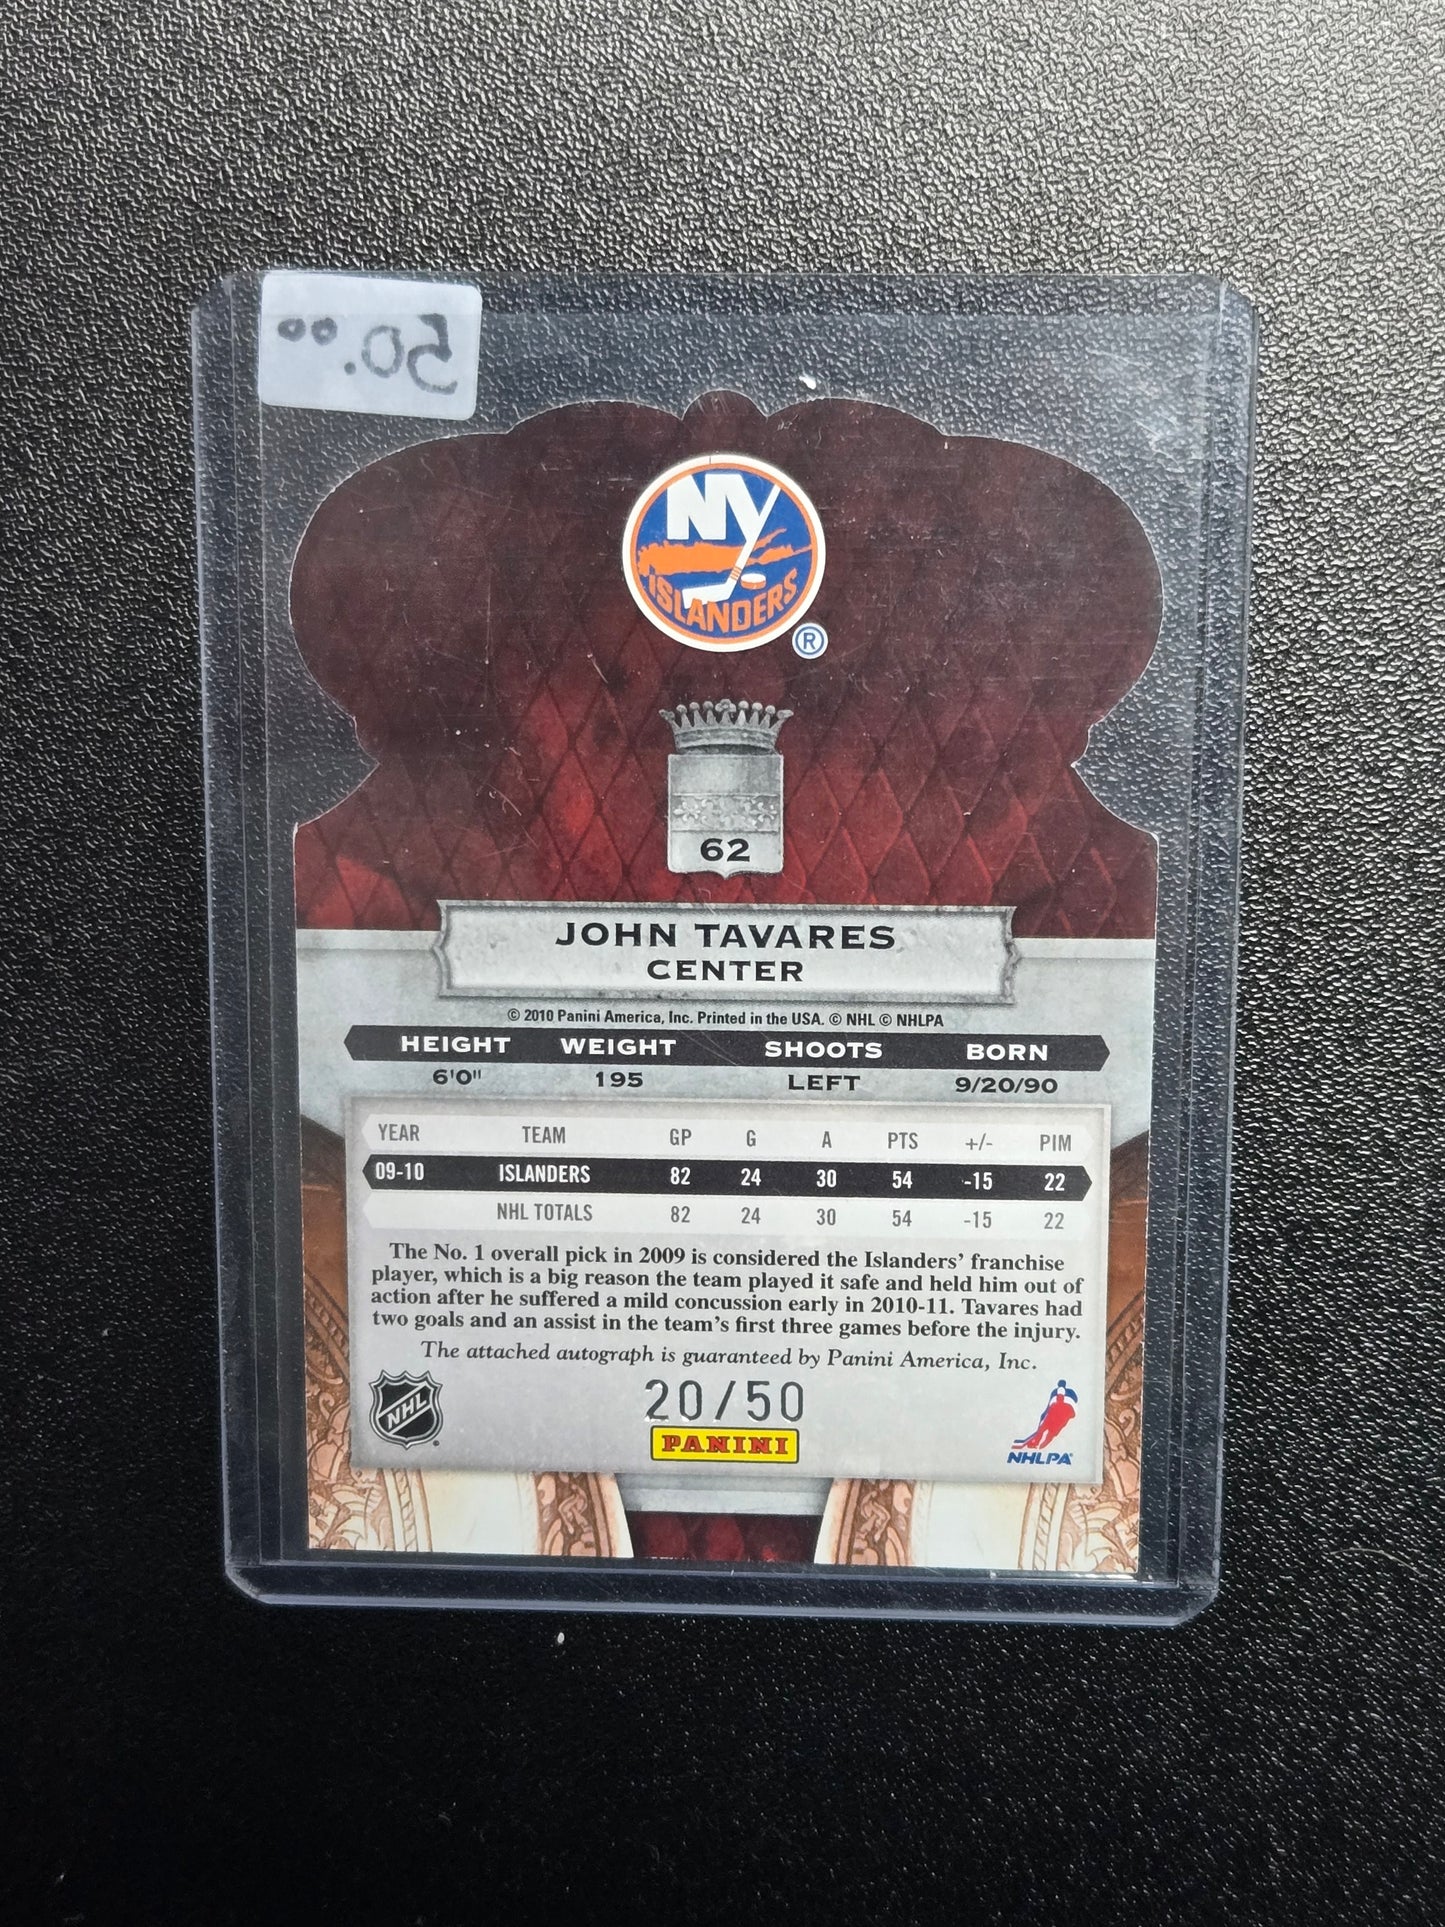 50.00
NY
ISLANDERS
®
62
JOHN TAVARES
CENTER
© 2010 Panini America, Inc. Printed in the USA. © NHL © NHLPA
HEIGHT WEIGHT SHOOTS BORN
6'0" 195 LEFT 9/20/90
YEAR TEAM GP G A PTS +/- PIM
09-10 ISLANDERS 82 24 30 54 -15 22
NHL TOTALS 82 24 30 54 -15 22
The No. 1 overall pick in 2009 is considered the Islanders' franchise
player, which is a big reason the team played it safe and held him out of
action after he suffered a mild concussion early in 2010-11. Tavares had
two goals and an assist in the team's first three games before the injury.
The attached autograph is guaranteed by Panini America, Inc.
20/50
NHL
PANINI
NHLPA